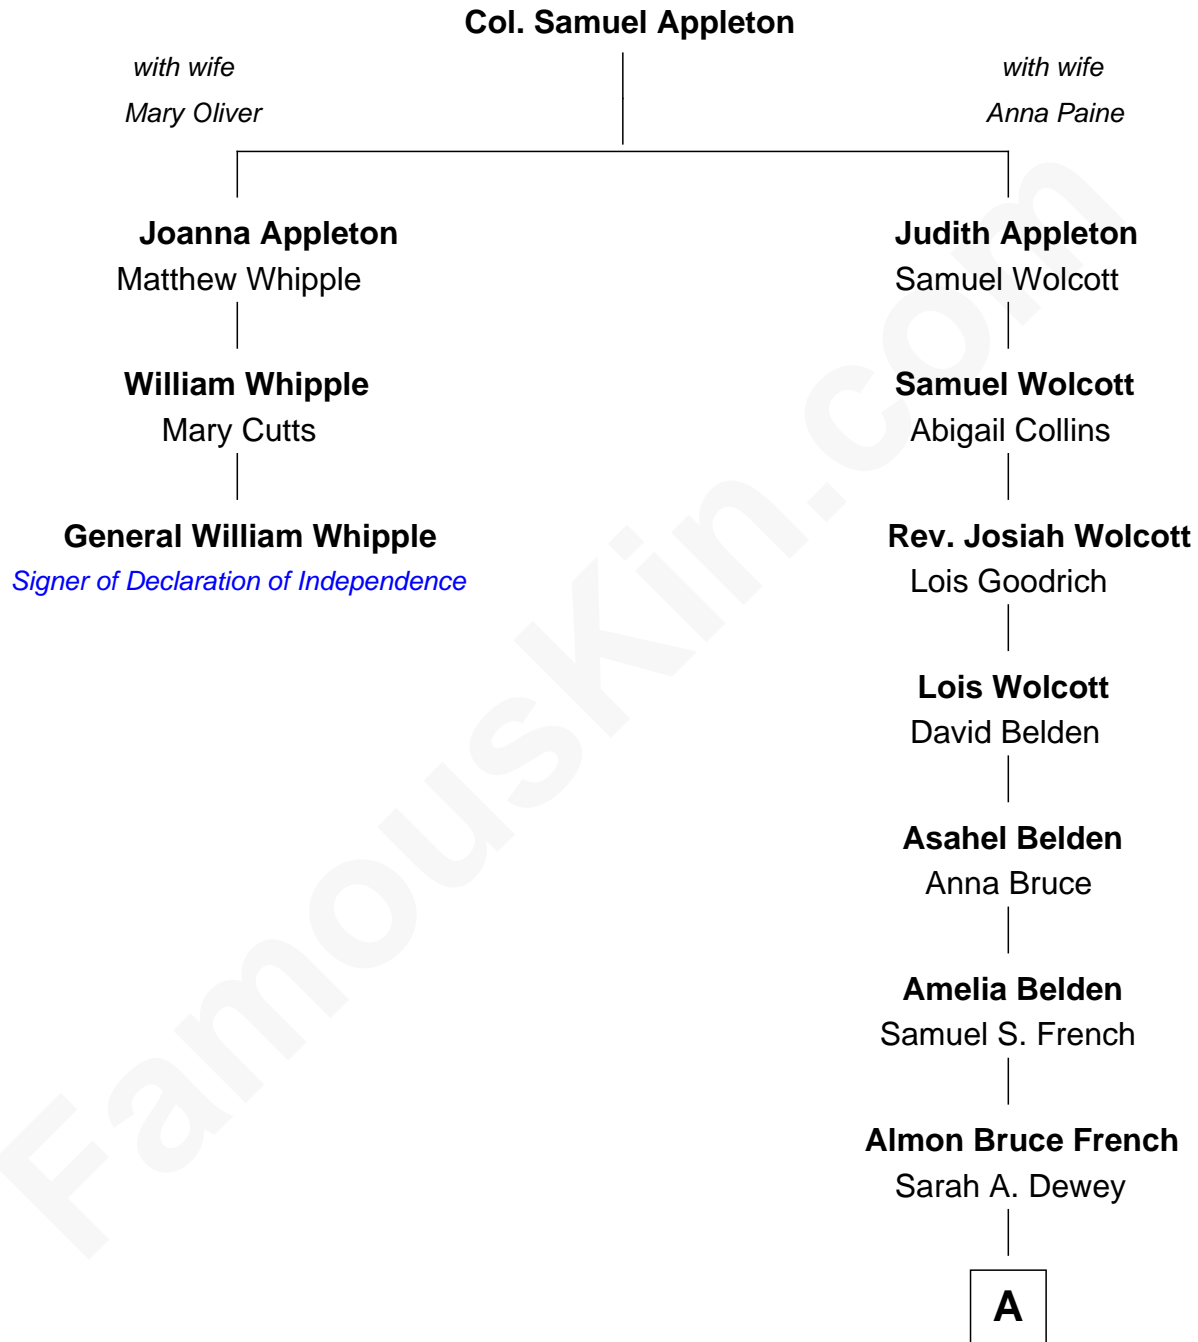 Col. Samuel Appleton
with wife
Mary Oliver
with wife
Anna Paine
Joanna Appleton
Matthew Whipple
Judith Appleton
Samuel Wolcott
William Whipple
Mary Cutts
Samuel Wolcott
Abigail Collins
General William Whipple
Signer of Declaration of Independence
Rev. Josiah Wolcott
Lois Goodrich
Lois Wolcott
David Belden
Asahel Belden
Anna Bruce
Amelia Belden
Samuel S. French
Almon Bruce French
Sarah A. Dewey
A
FamousKin.com